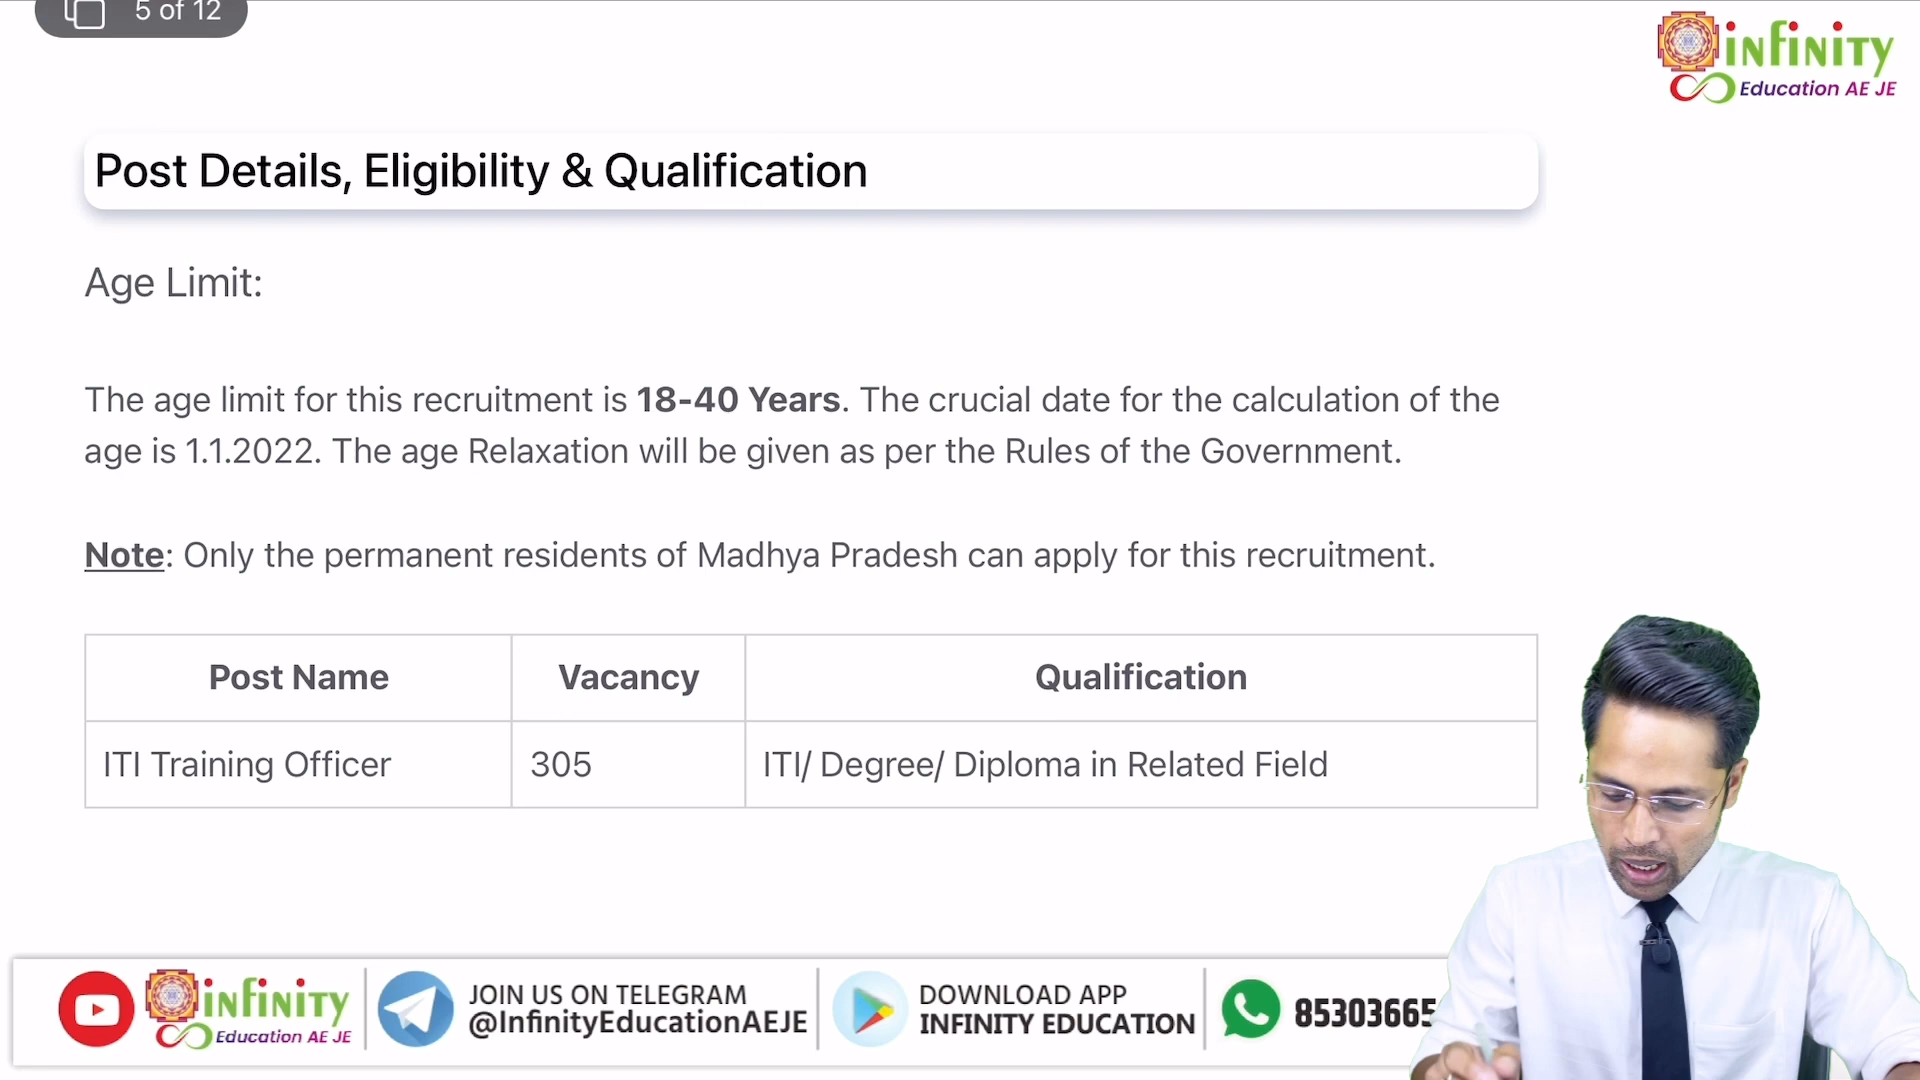 5 of 12
infinity
Education AE JE
Post Details, Eligibility & Qualification
Age Limit:
The age limit for this recruitment is 18-40 Years. The crucial date for the calculation of the
age is 1.1.2022. The age Relaxation will be given as per the Rules of the Government.
Note: Only the permanent residents of Madhya Pradesh can apply for this recruitment.
Post Name Vacancy Qualification
ITI Training Officer 305 ITI/ Degree/ Diploma in Related Field
infinity
Education AE JE
JOIN US ON TELEGRAM
@InfinityEducationAEJE
DOWNLOAD APP
INFINITY EDUCATION
85303665